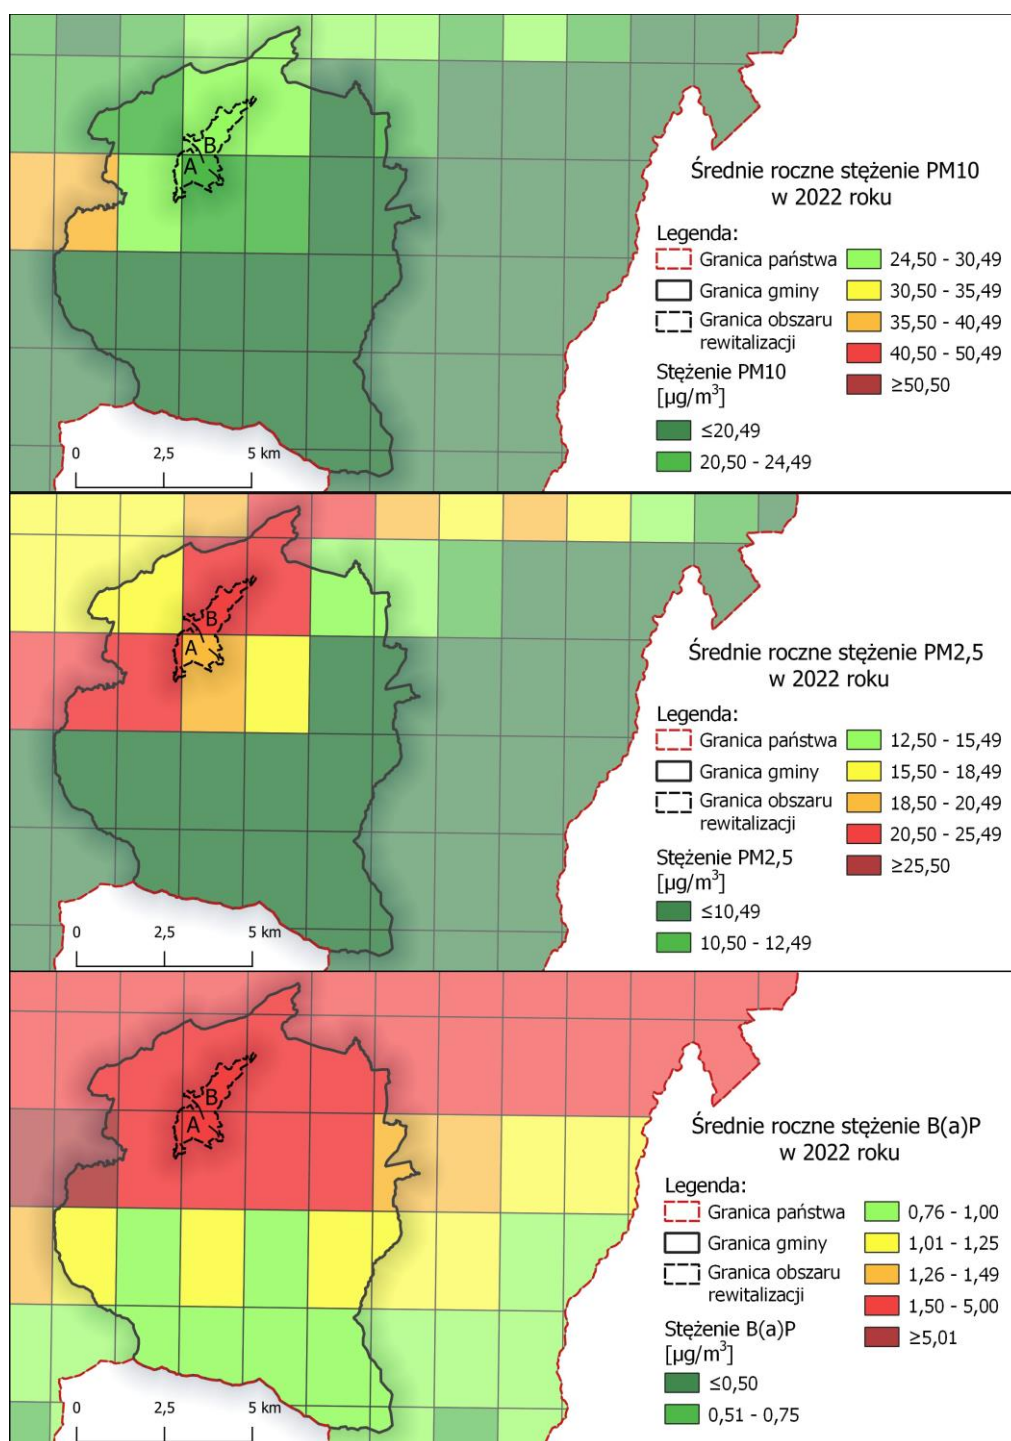 B
A
Średnie roczne stężenie PM10
w 2022 roku
Legenda:
Granica państwa
Granica gminy
Granica obszaru
rewitalizacji
Stężenie PM10
[µg/m³]
≤20,49
20,50 - 24,49
24,50 - 30,49
30,50 - 35,49
35,50 - 40,49
40,50 - 50,49
≥50,50
0 2,5 5 km
B
A
Średnie roczne stężenie PM2,5
w 2022 roku
Legenda:
Granica państwa
Granica gminy
Granica obszaru
rewitalizacji
Stężenie PM2,5
[µg/m³]
≤10,49
10,50 - 12,49
12,50 - 15,49
15,50 - 18,49
18,50 - 20,49
20,50 - 25,49
≥25,50
0 2,5 5 km
B
A
Średnie roczne stężenie B(a)P
w 2022 roku
Legenda:
Granica państwa
Granica gminy
Granica obszaru
rewitalizacji
Stężenie B(a)P
[µg/m³]
≤0,50
0,51 - 0,75
0,76 - 1,00
1,01 - 1,25
1,26 - 1,49
1,50 - 5,00
≥5,01
0 2,5 5 km